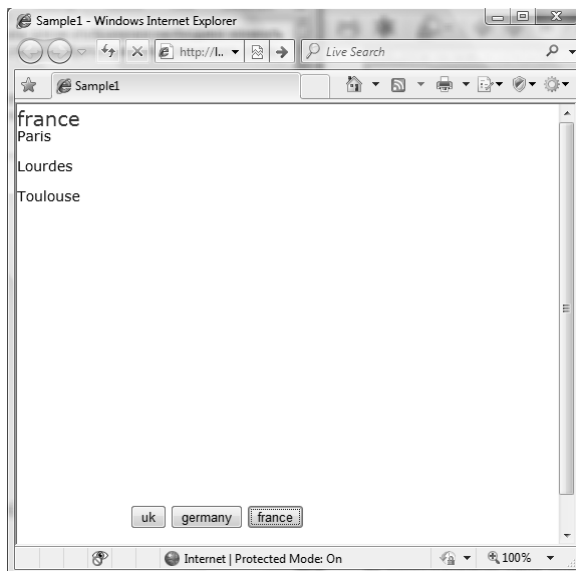 Sample1 - Windows Internet Explorer
http://l..
Live Search
Sample1
france
Paris
Lourdes
Toulouse
uk germany france
Internet | Protected Mode: On
100%